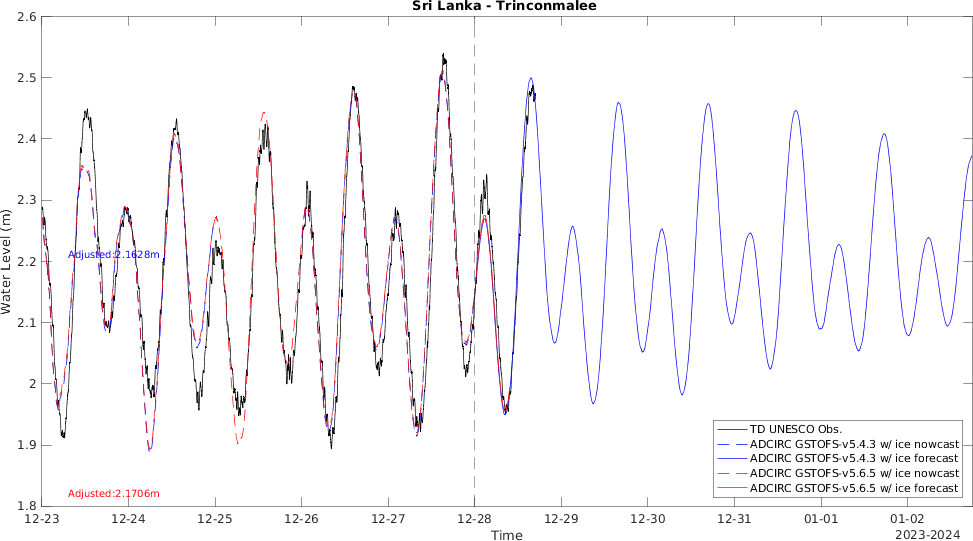 Sri Lanka - Trinconmalee
2.6
2.5
2.4
2.3
2.2
2.1
2
1.9
1.8
Water Level (m)
Adjusted:2.1628m
Adjusted:2.1706m
TD UNESCO Obs.
ADCIRC GSTOFS-v5.4.3 w/ ice nowcast
ADCIRC GSTOFS-v5.4.3 w/ ice forecast
ADCIRC GSTOFS-v5.6.5 w/ ice nowcast
ADCIRC GSTOFS-v5.6.5 w/ ice forecast
12-23 12-24 12-25 12-26 12-27 12-28 12-29 12-30 12-31 01-01 01-02
Time
2023-2024